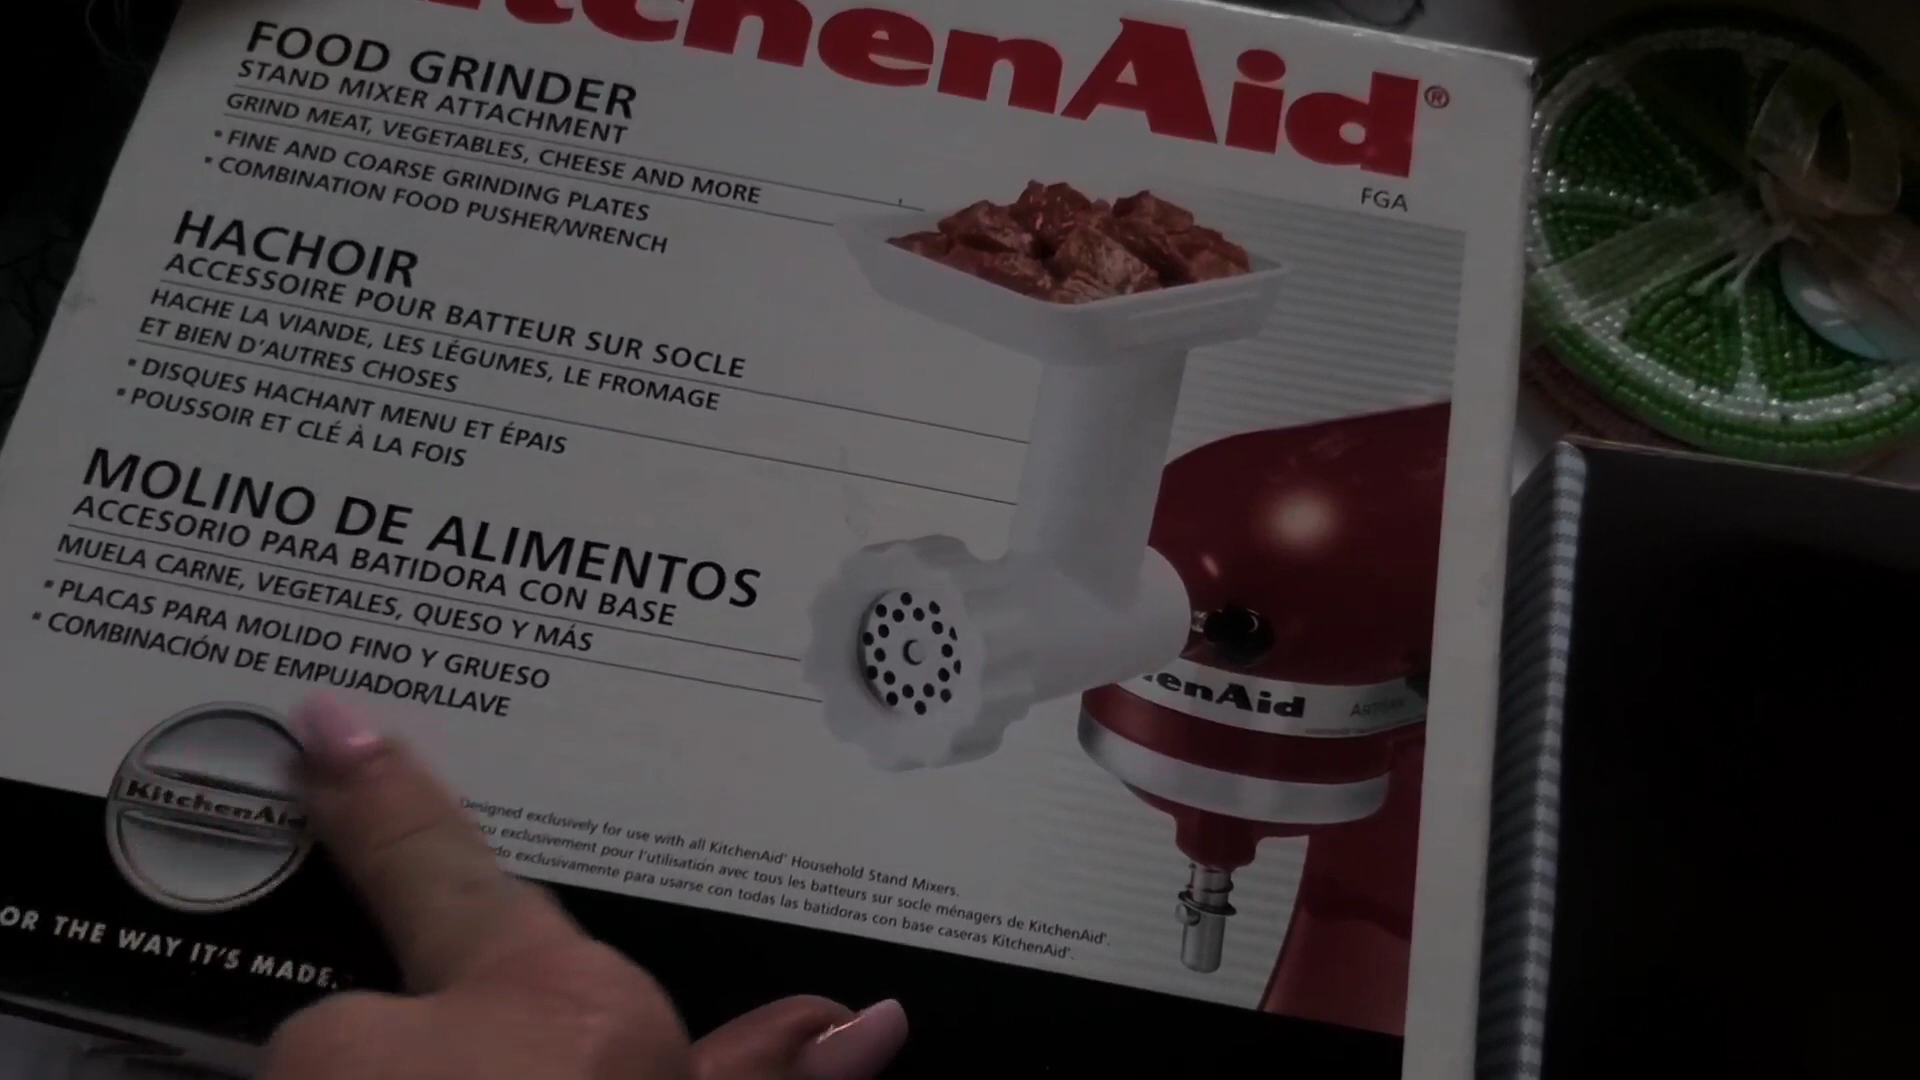 KitchenAid®
FGA
FOOD GRINDER
STAND MIXER ATTACHMENT
GRIND MEAT, VEGETABLES, CHEESE AND MORE
• FINE AND COARSE GRINDING PLATES
• COMBINATION FOOD PUSHER/WRENCH
HACHOIR
ACCESSOIRE POUR BATTEUR SUR SOCLE
HACHE LA VIANDE, LES LÉGUMES, LE FROMAGE
ET BIEN D'AUTRES CHOSES
• DISQUES HACHANT MENU ET ÉPAIS
• POUSSOIR ET CLÉ À LA FOIS
MOLINO DE ALIMENTOS
ACCESORIO PARA BATIDORA CON BASE
MUELA CARNE, VEGETALES, QUESO Y MÁS
• PLACAS PARA MOLIDO FINO Y GRUESO
• COMBINACIÓN DE EMPUJADOR/LLAVE
enAid ARTISAN
KitchenAid
Designed exclusively for use with all KitchenAid® Household Stand Mixers.
exclusivement pour l'utilisation avec tous les batteurs sur socle ménagers de KitchenAid®.
exclusivamente para usarse con todas las batidoras con base caseras KitchenAid®.
OR THE WAY IT'S MADE.